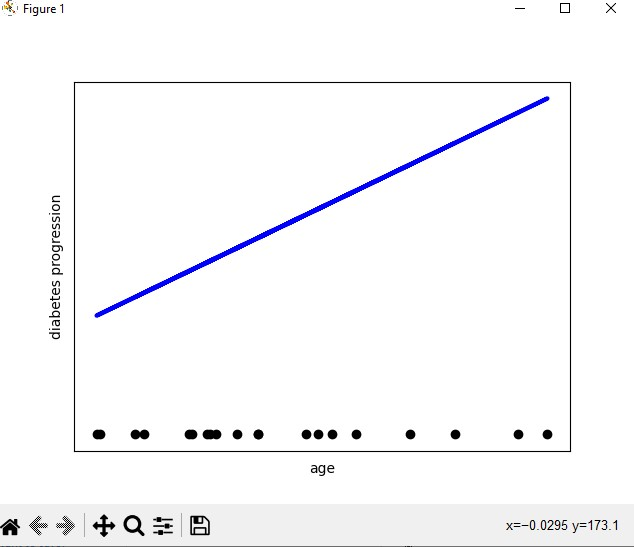 Figure 1
diabetes progression
age
x=−0.0295 y=173.1